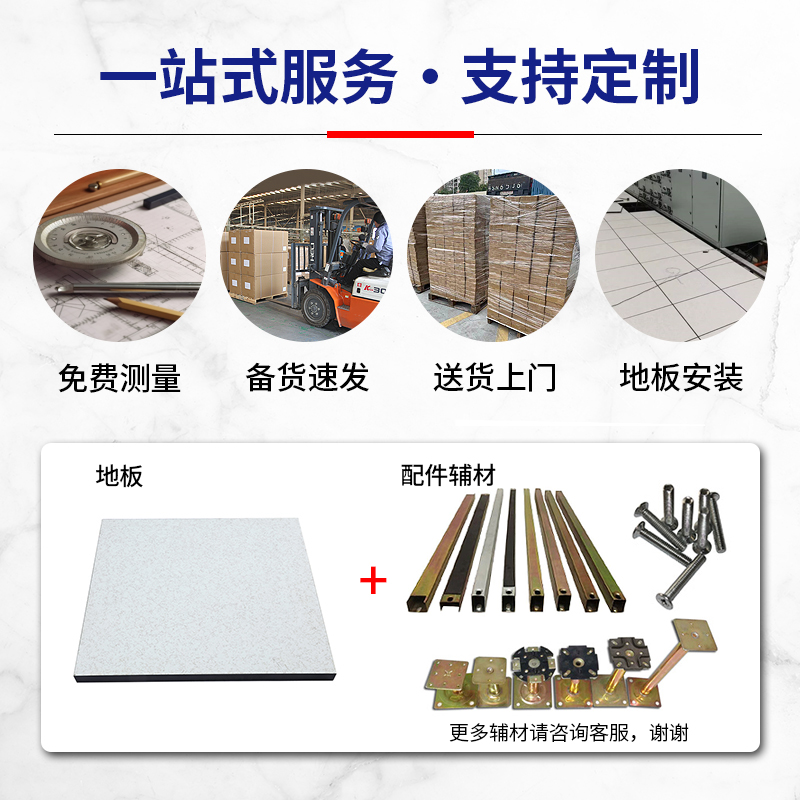 一站式服务·支持定制
免费测量
备货速发
送货上门
地板安装
地板
配件辅材
+
更多辅材请咨询客服，谢谢